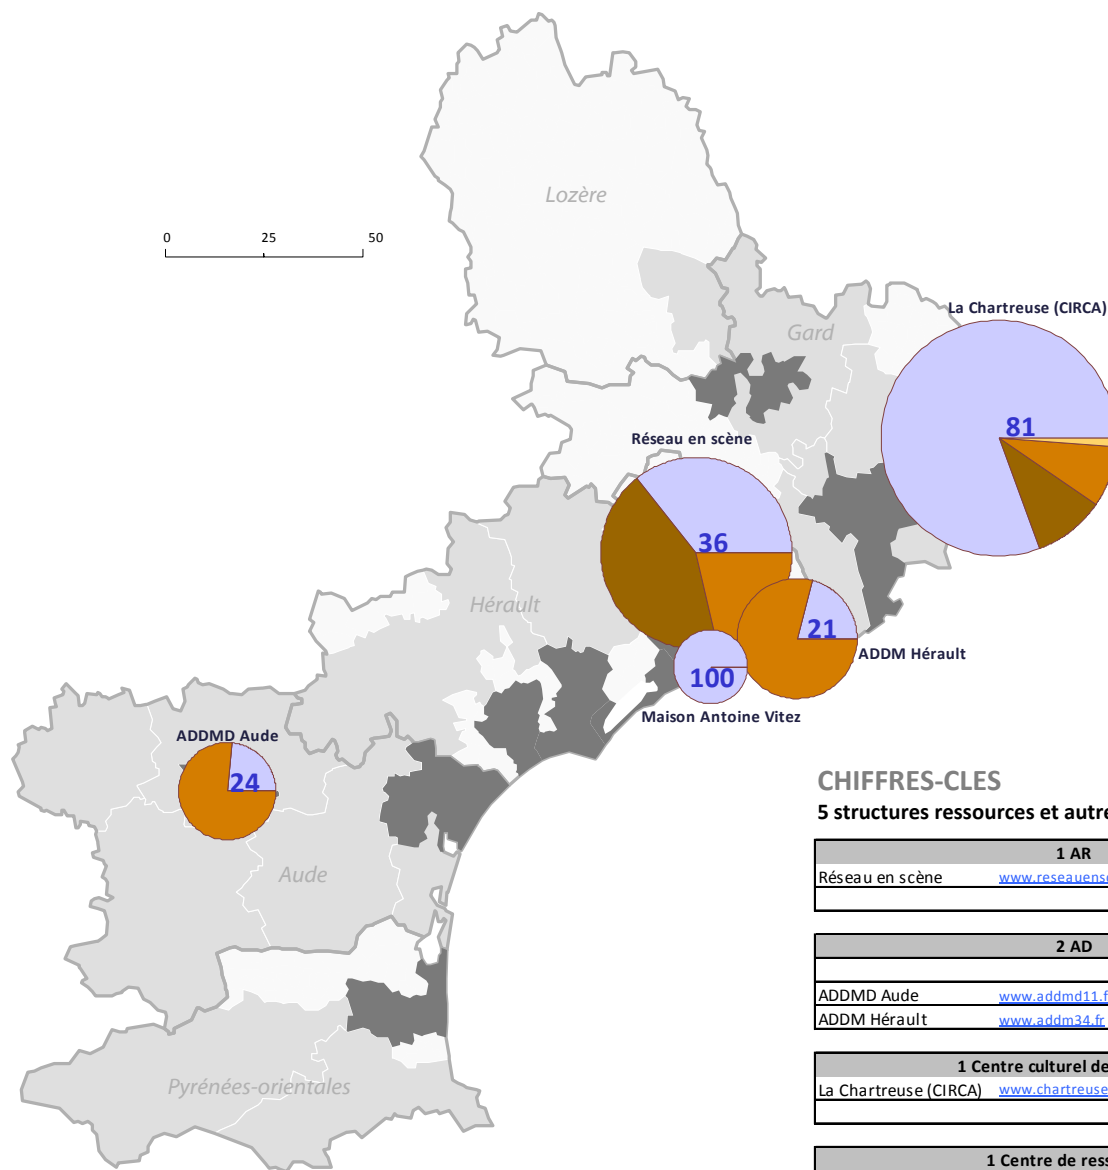 Lozère
0 25 50
La Chartreuse (CIRCA)
Gard
81
Réseau en scène
36
Hérault
21
ADDM Hérault
100
Maison Antoine Vitez
ADDMD Aude
24
Aude
Pyrénées-orientales
CHIFFRES-CLES
5 structures ressources et autre
1 AR
Réseau en scène www.reseauens
2 AD
ADDMD Aude www.addmd11.f
ADDM Hérault www.addm34.fr
1 Centre culturel de
La Chartreuse (CIRCA) www.chartreuse
1 Centre de ress